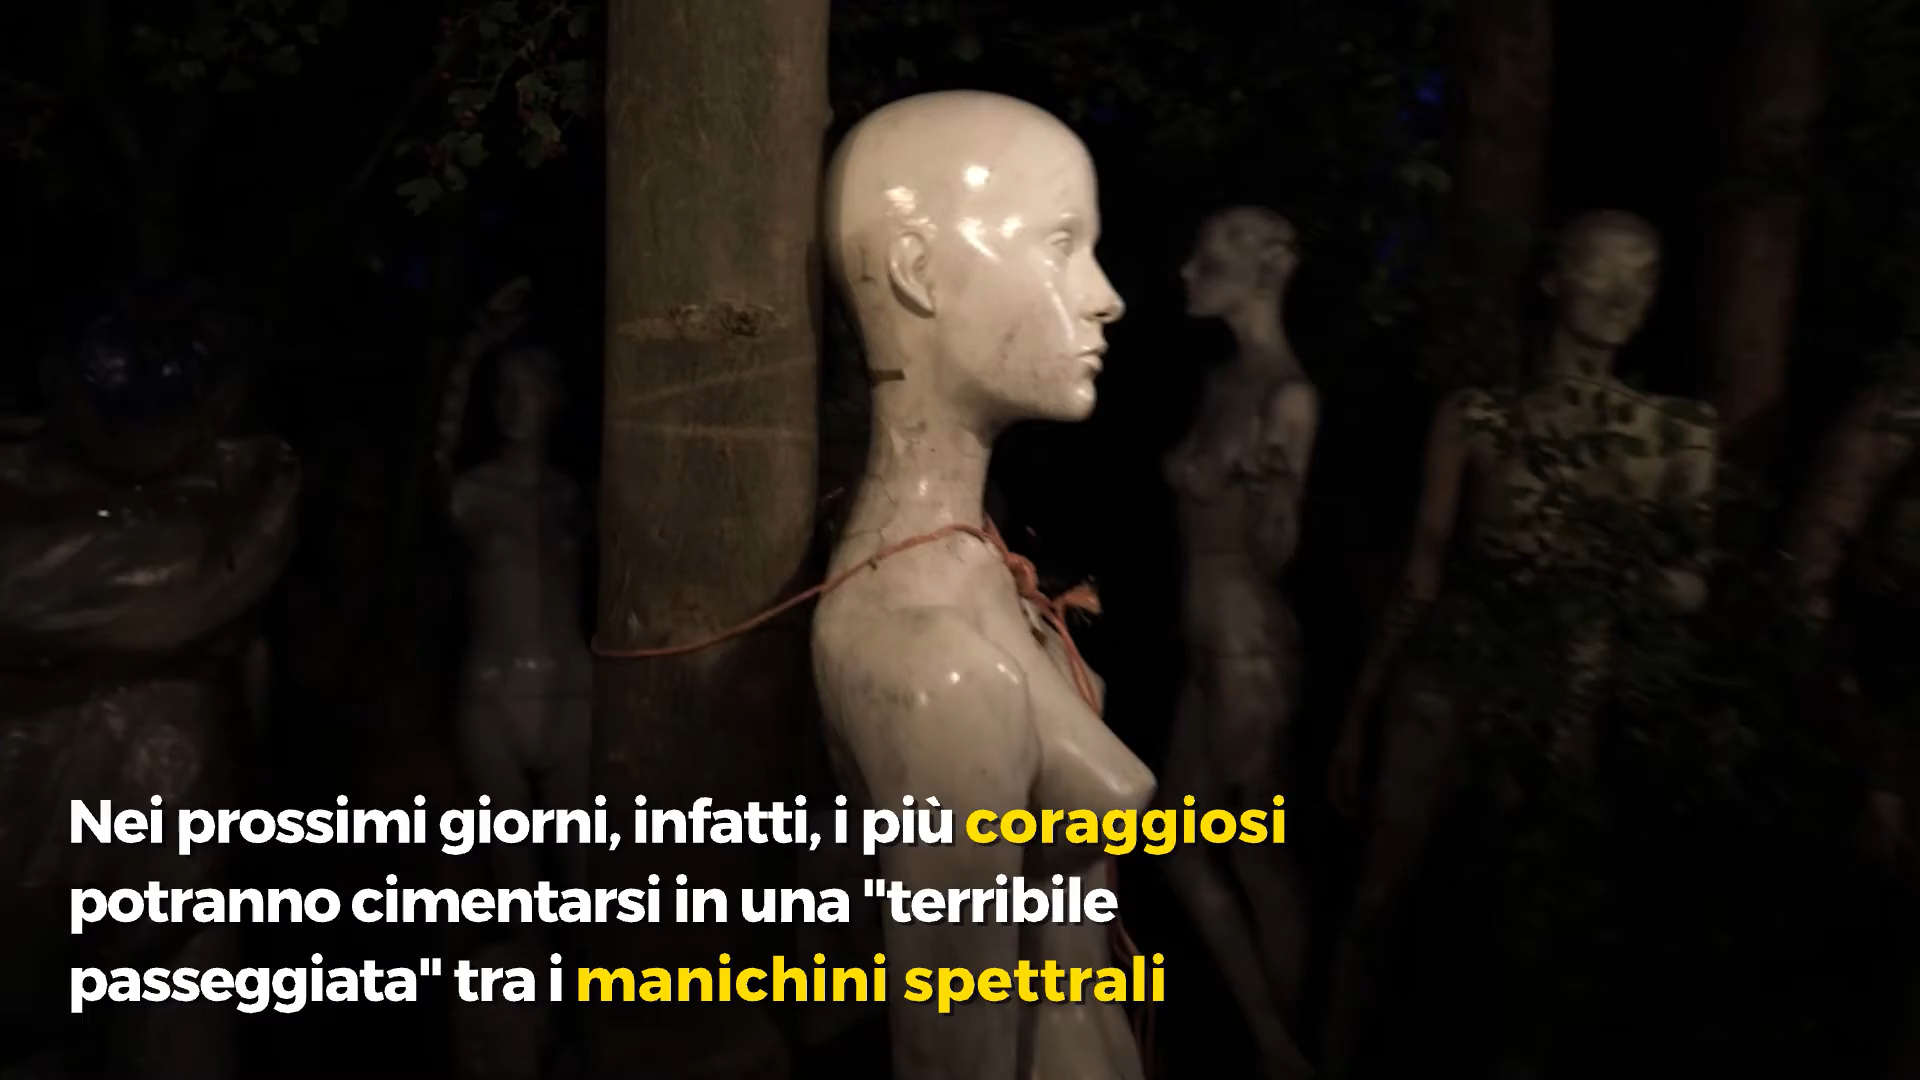 Nei prossimi giorni, infatti, i più coraggiosi
potranno cimentarsi in una "terribile
passeggiata" tra i manichini spettrali